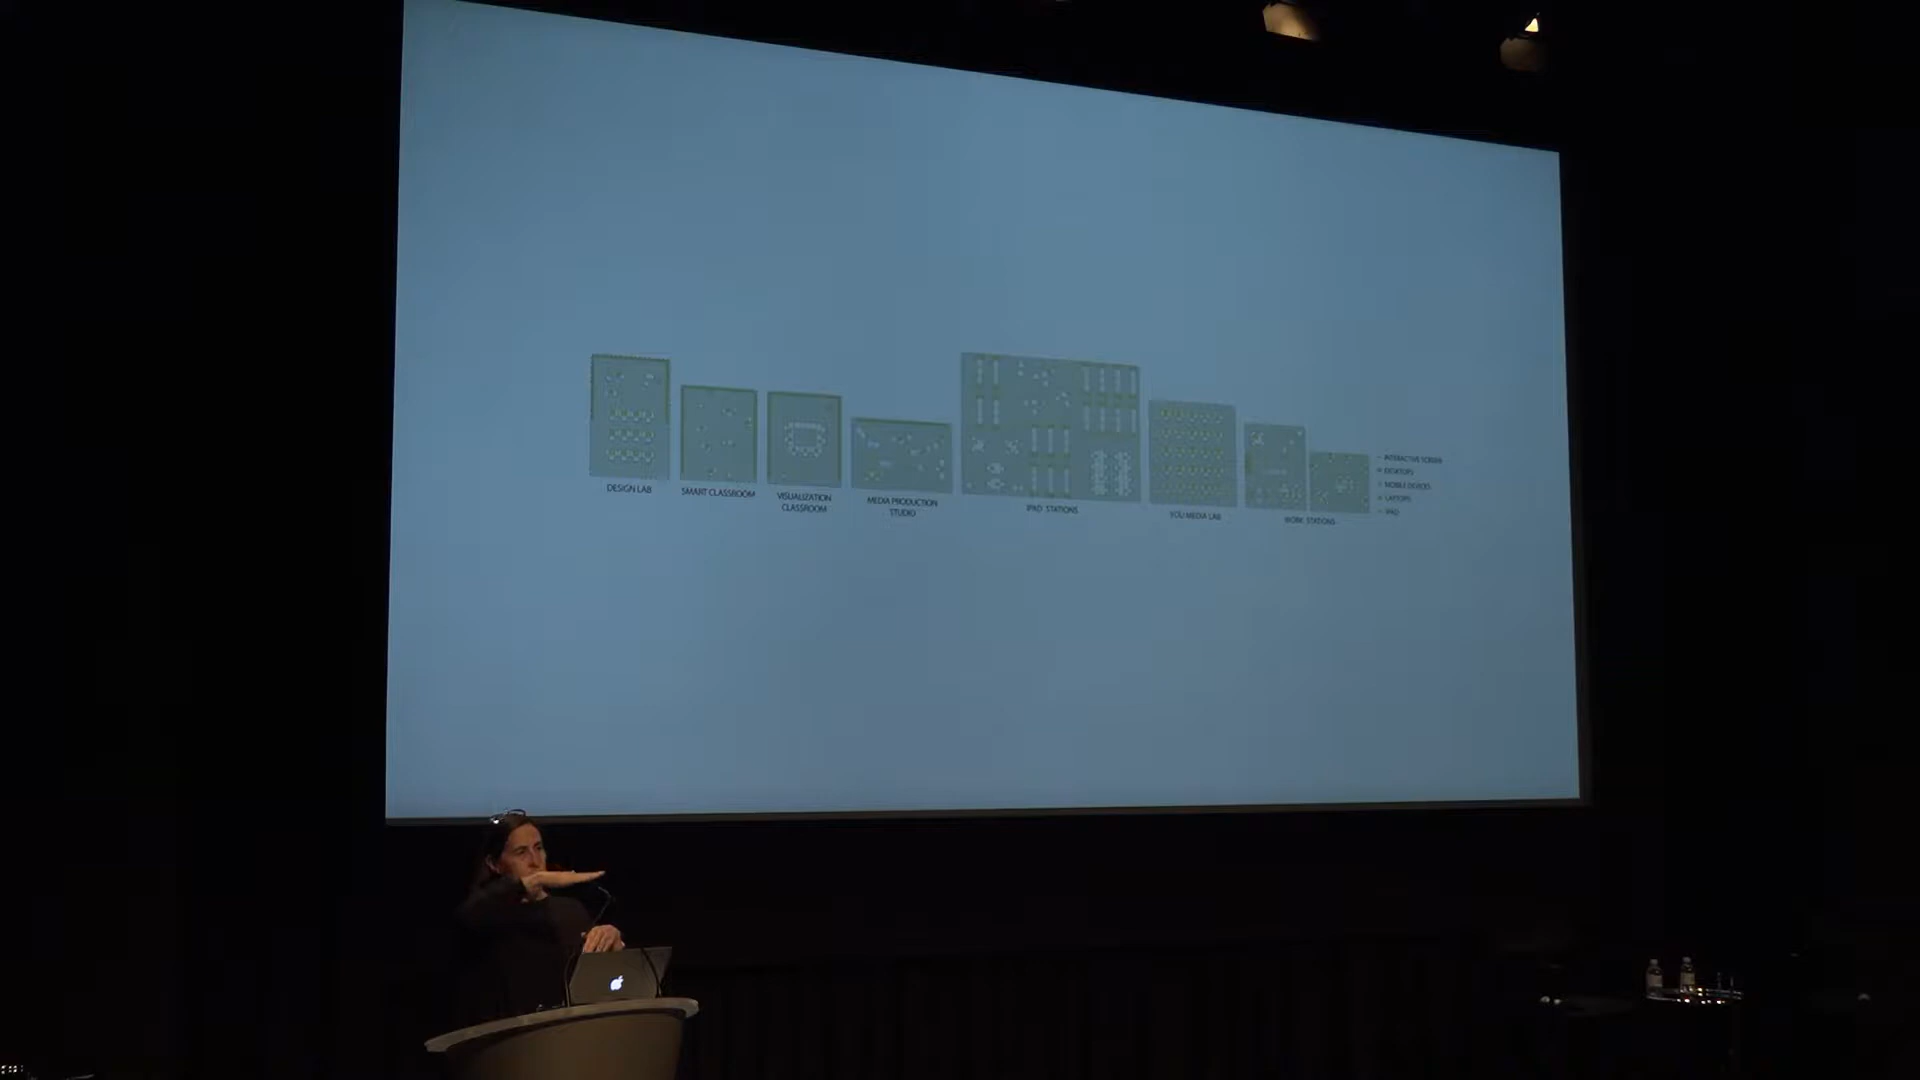 DESIGN LAB
SMART CLASSROOM
VISUALIZATION
CLASSROOM
MEDIA PRODUCTION
STUDIO
IPAD STATIONS
YOU MEDIA LAB
WORK STATIONS
INTERACTIVE SCREEN
DESKTOPS
MOBILE DEVICES
LAPTOPS
IPAD